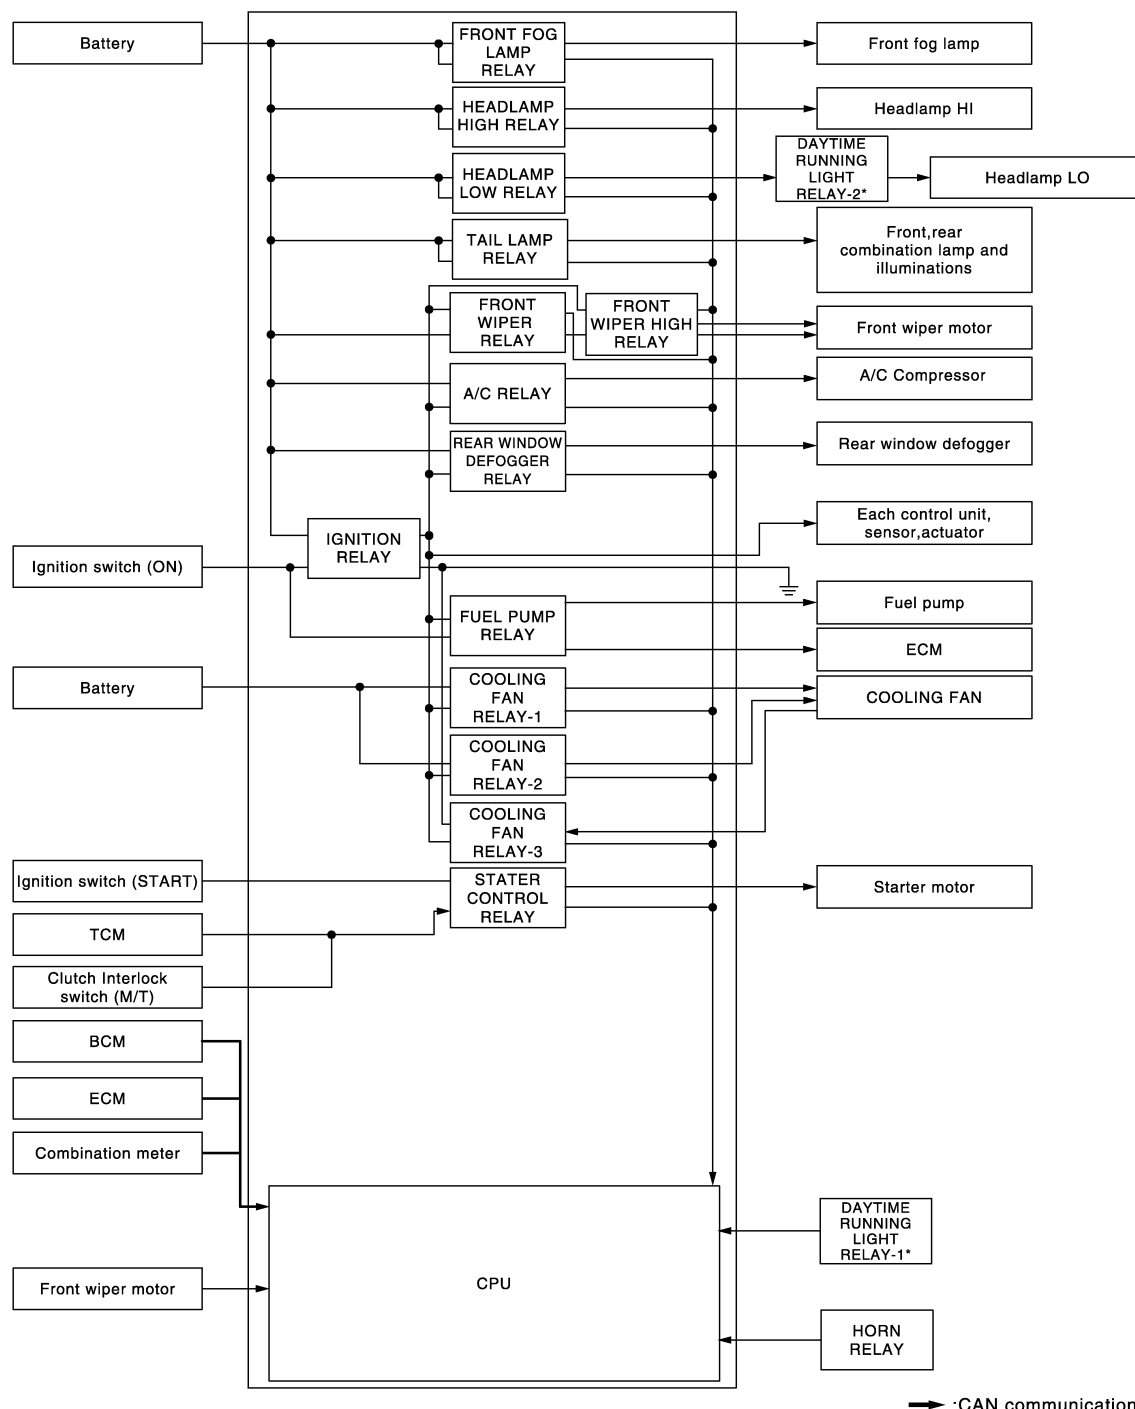 Battery
FRONT FOG
LAMP
RELAY
Front fog lamp
HEADLAMP
HIGH RELAY
Headlamp HI
HEADLAMP
LOW RELAY
DAYTIME
RUNNING
LIGHT
RELAY-2*
Headlamp LO
TAIL LAMP
RELAY
Front,rear
combination lamp and
illuminations
FRONT
WIPER
RELAY
FRONT
WIPER HIGH
RELAY
Front wiper motor
A/C RELAY
A/C Compressor
REAR WINDOW
DEFOGGER
RELAY
Rear window defogger
IGNITION
RELAY
Each control unit,
sensor,actuator
Ignition switch (ON)
FUEL PUMP
RELAY
Fuel pump
ECM
Battery
COOLING
FAN
RELAY-1
COOLING FAN
COOLING
FAN
RELAY-2
COOLING
FAN
RELAY-3
Ignition switch (START)
STATER
CONTROL
RELAY
Starter motor
TCM
Clutch Interlock
switch (M/T)
BCM
ECM
Combination meter
DAYTIME
RUNNING
LIGHT
RELAY-1*
Front wiper motor
CPU
HORN
RELAY
:CAN communication